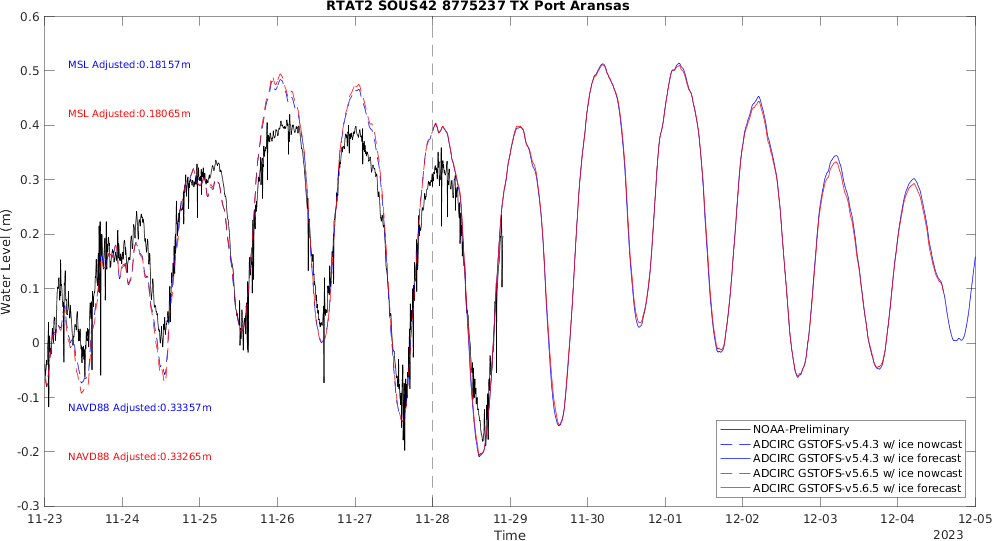 RTAT2 SOUS42 8775237 TX Port Aransas
0.6
0.5
0.4
0.3
0.2
0.1
0
-0.1
-0.2
-0.3
Water Level (m)
MSL Adjusted:0.18157m
MSL Adjusted:0.18065m
NAVD88 Adjusted:0.33357m
NAVD88 Adjusted:0.33265m
NOAA-Preliminary
ADCIRC GSTOFS-v5.4.3 w/ ice nowcast
ADCIRC GSTOFS-v5.4.3 w/ ice forecast
ADCIRC GSTOFS-v5.6.5 w/ ice nowcast
ADCIRC GSTOFS-v5.6.5 w/ ice forecast
11-23 11-24 11-25 11-26 11-27 11-28 11-29 11-30 12-01 12-02 12-03 12-04 12-05
Time
2023